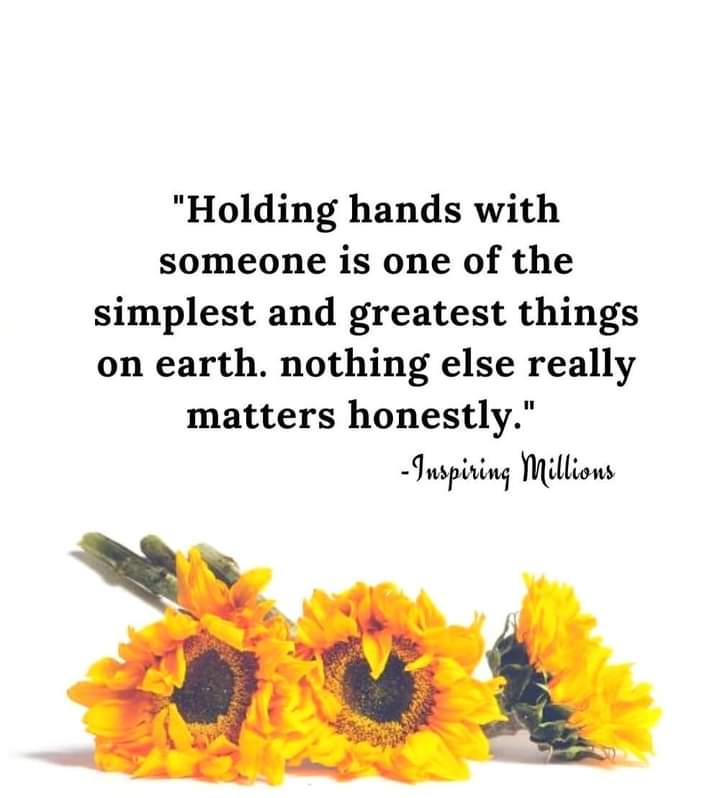 "Holding hands with
someone is one of the
simplest and greatest things
on earth. nothing else really
matters honestly."
-Inspiring Millions